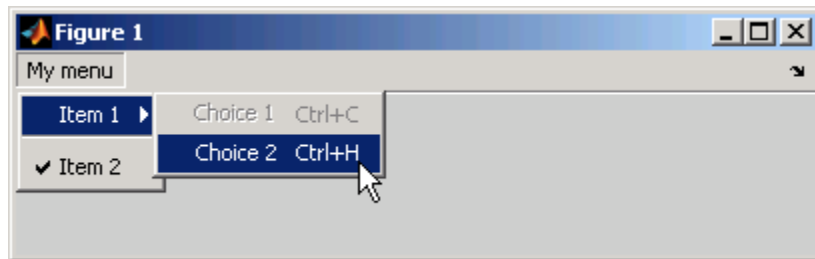 Figure 1
My menu
Item 1
Choice 1 Ctrl+C
Choice 2 Ctrl+H
Item 2